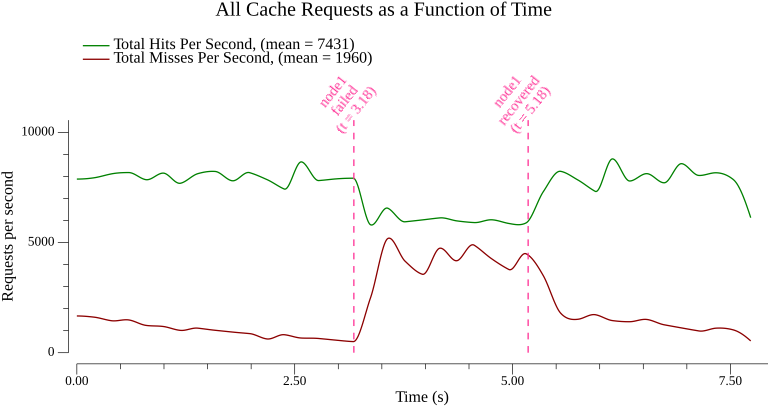 All Cache Requests as a Function of Time
Total Hits Per Second, (mean = 7431)
Total Misses Per Second, (mean = 1960)
node1
failed
(t = 3.18)
node1
recovered
(t = 5.18)
10000
5000
0
Requests per second
0.00
2.50
5.00
7.50
Time (s)